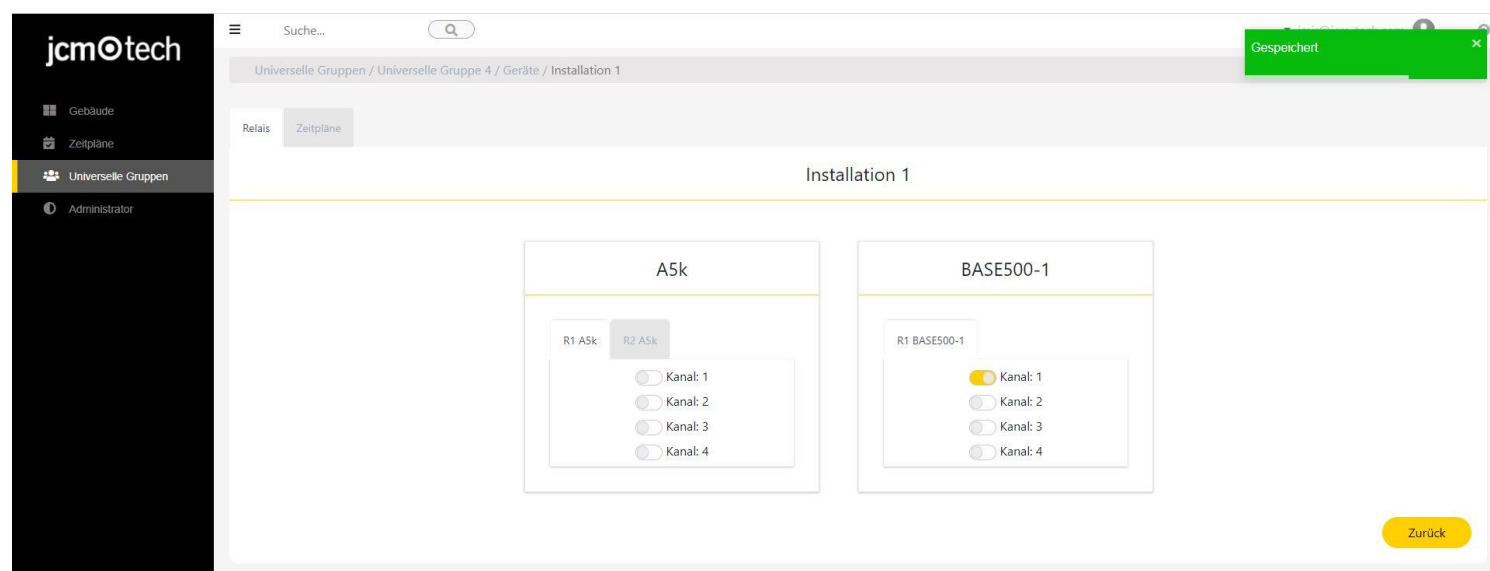 jcm tech
Suche...
Gespeichert ×
Universelle Gruppen / Universelle Gruppe 4 / Geräte / Installation 1
Gebäude
Zeitpläne
Universelle Gruppen
Administrator
Relais Zeitpläne
Installation 1
A5k
R1 A5k R2 A5k
Kanal: 1
Kanal: 2
Kanal: 3
Kanal: 4
BASE500-1
R1 BASE500-1
Kanal: 1
Kanal: 2
Kanal: 3
Kanal: 4
Zurück